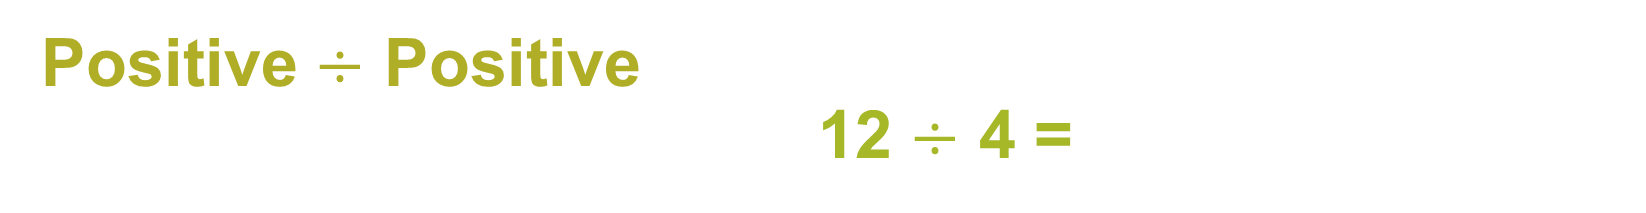 Positive ÷ Positive
12 ÷ 4 =